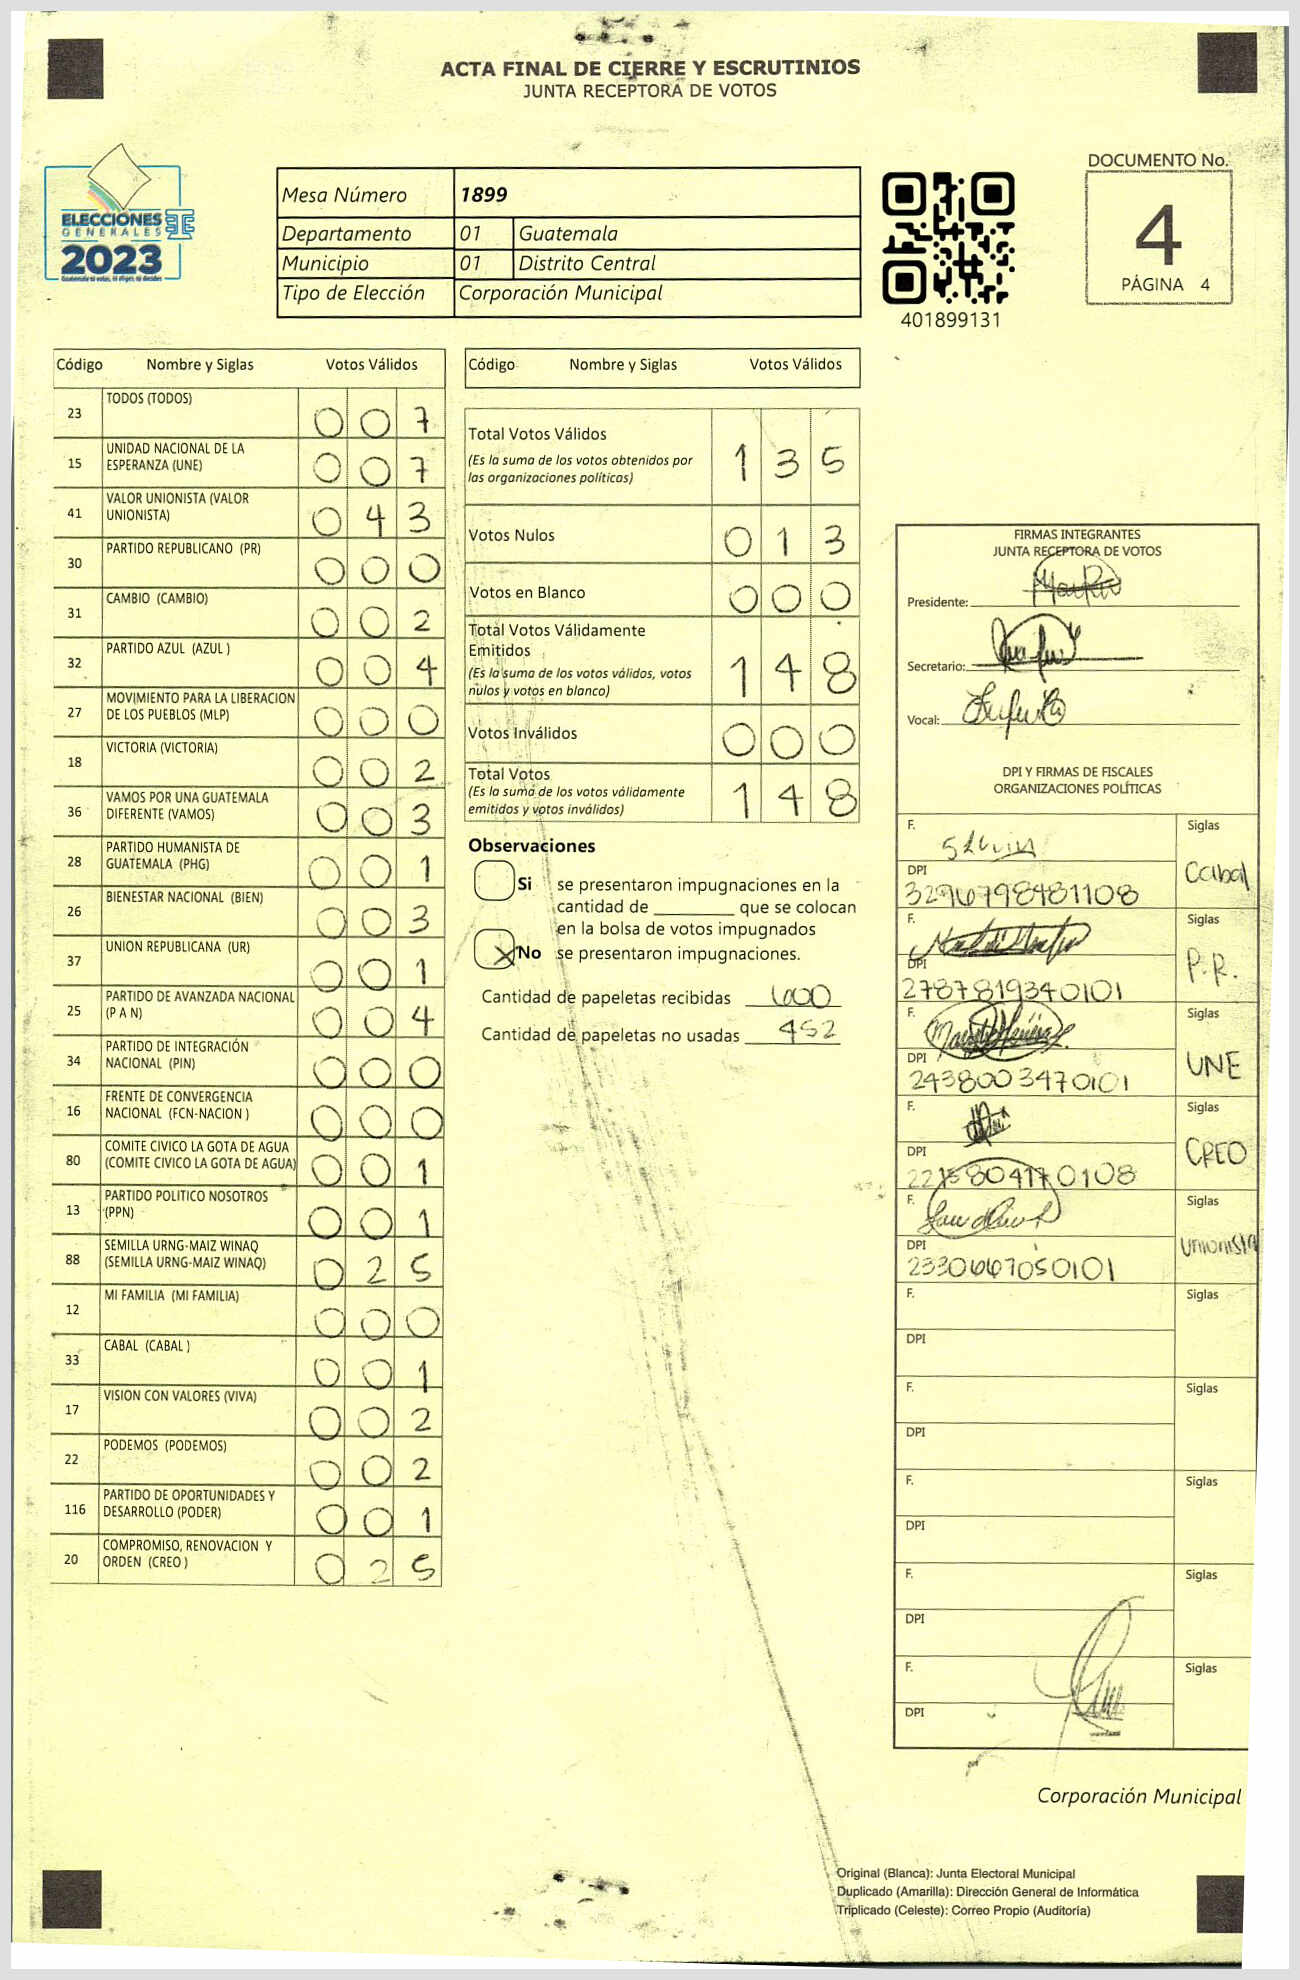 ACTA FINAL DE CIERRE Y ESCRUTINIOS
JUNTA RECEPTORA DE VOTOS
ELECCIONES
GENERALES
2023
Mesa Número 1899
Departamento 01 Guatemala
Municipio 01 Distrito Central
Tipo de Elección Corporación Municipal
401899131
DOCUMENTO No.
4
PÁGINA 4
Código Nombre y Siglas Votos Válidos
23 TODOS (TODOS) 0 0 7
15 UNIDAD NACIONAL DE LA
ESPERANZA (UNE) 0 0 7
41 VALOR UNIONISTA (VALOR
UNIONISTA) 0 4 3
30 PARTIDO REPUBLICANO (PR) 0 0 0
31 CAMBIO (CAMBIO) 0 0 2
32 PARTIDO AZUL (AZUL ) 0 0 4
27 MOVIMIENTO PARA LA LIBERACION
DE LOS PUEBLOS (MLP) 0 0 0
18 VICTORIA (VICTORIA) 0 0 2
36 VAMOS POR UNA GUATEMALA
DIFERENTE (VAMOS) 0 0 3
28 PARTIDO HUMANISTA DE
GUATEMALA (PHG) 0 0 1
26 BIENESTAR NACIONAL (BIEN) 0 0 3
37 UNION REPUBLICANA (UR) 0 0 1
25 PARTIDO DE AVANZADA NACIONAL
(P A N) 0 0 4
34 PARTIDO DE INTEGRACIÓN
NACIONAL (PIN) 0 0 0
16 FRENTE DE CONVERGENCIA
NACIONAL (FCN-NACION ) 0 0 0
80 COMITE CIVICO LA GOTA DE AGUA
(COMITE CIVICO LA GOTA DE AGUA) 0 0 1
13 PARTIDO POLITICO NOSOTROS
(PPN) 0 0 1
88 SEMILLA URNG-MAIZ WINAQ
(SEMILLA URNG-MAIZ WINAQ) 0 2 5
12 MI FAMILIA (MI FAMILIA) 0 0 0
33 CABAL (CABAL ) 0 0 1
17 VISION CON VALORES (VIVA) 0 0 2
22 PODEMOS (PODEMOS) 0 0 2
116 PARTIDO DE OPORTUNIDADES Y
DESARROLLO (PODER) 0 0 1
20 COMPROMISO, RENOVACION Y
ORDEN (CREO ) 0 2 5
Código Nombre y Siglas Votos Válidos
Total Votos Válidos 1 3 5
(Es la suma de los votos obtenidos por
las organizaciones políticas)
Votos Nulos 0 1 3
Votos en Blanco 0 0 0
Total Votos Válidamente
Emitidos 1 4 8
(Es la suma de los votos válidos, votos
nulos y votos en blanco)
Votos Inválidos 0 0 0
Total Votos 1 4 8
(Es la suma de los votos válidamente
emitidos y votos inválidos)
Observaciones
Si se presentaron impugnaciones en la
cantidad de ________ que se colocan
en la bolsa de votos impugnados
X No se presentaron impugnaciones.
Cantidad de papeletas recibidas 600
Cantidad de papeletas no usadas 452
FIRMAS INTEGRANTES
JUNTA RECEPTORA DE VOTOS
Presidente:
Secretario:
Vocal:
DPI Y FIRMAS DE FISCALES
ORGANIZACIONES POLÍTICAS
F. Siglas
DPI Cabal
3296798481108
F. Siglas
DPI P.R.
2787819340101
F. Siglas
DPI UNE
2438003470101
F. Siglas
DPI CREO
0108
F. Siglas
DPI Unionista
2330667050101
F. Siglas
DPI
F. Siglas
DPI
F. Siglas
DPI
F. Siglas
DPI
F. Siglas
DPI
Corporación Municipal
Original (Blanca): Junta Electoral Municipal
Duplicado (Amarilla): Dirección General de Informática
Triplicado (Celeste): Correo Propio (Auditoría)